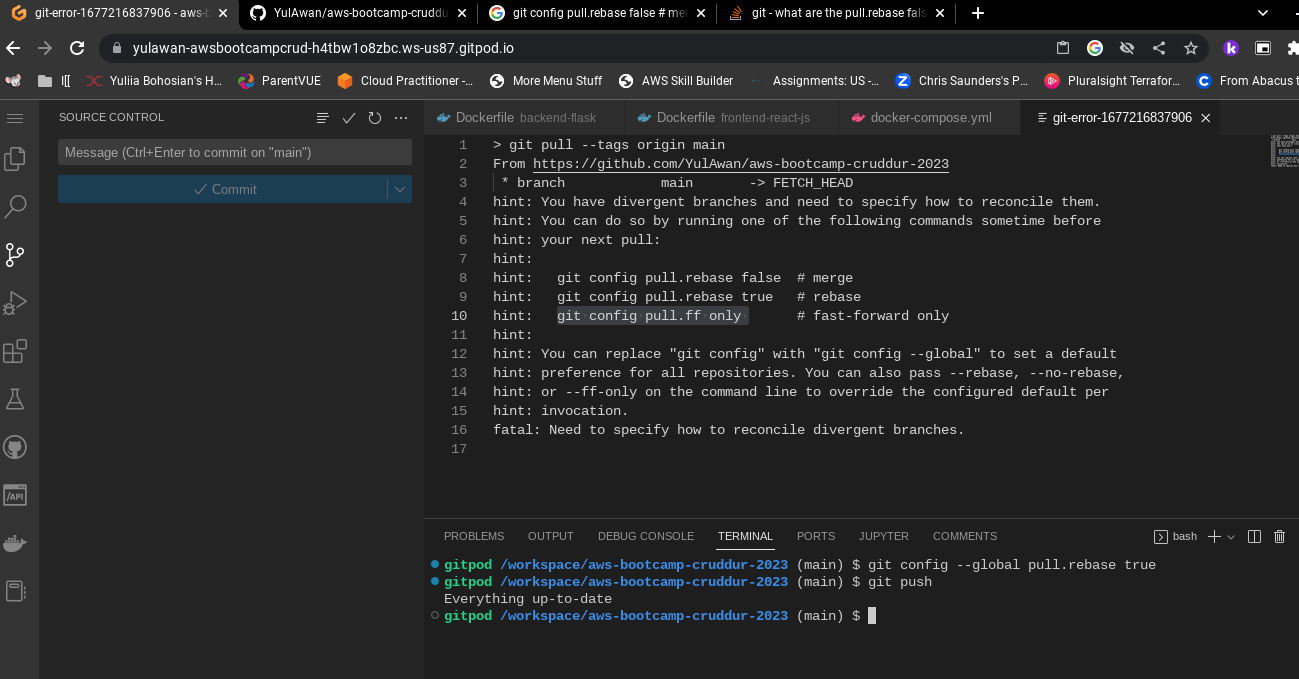 git-error-1677216837906 - aws-b
YulAwan/aws-bootcamp-cruddu
git config pull.rebase false # me
git - what are the pull.rebase fal
yulawan-awsbootcampcrud-h4tbw1o8zbc.ws-us87.gitpod.io
k
I[[
Yuliia Bohosian's H...
ParentVUE
Cloud Practitioner -...
More Menu Stuff
AWS Skill Builder
Assignments: US -...
Z
Chris Saunders's P...
Pluralsight Terrafor...
C
From Abacus t
SOURCE CONTROL
Message (Ctrl+Enter to commit on "main")
Commit
/API
Dockerfile backend-flask
Dockerfile frontend-react-js
docker-compose.yml
git-error-1677216837906
1 > git pull --tags origin main
2 From https://github.com/YulAwan/aws-bootcamp-cruddur-2023
3  * branch            main       -> FETCH_HEAD
4 hint: You have divergent branches and need to specify how to reconcile them.
5 hint: You can do so by running one of the following commands sometime before
6 hint: your next pull:
7 hint:
8 hint:   git config pull.rebase false  # merge
9 hint:   git config pull.rebase true   # rebase
10 hint:   git config pull.ff only       # fast-forward only
11 hint:
12 hint: You can replace "git config" with "git config --global" to set a default
13 hint: preference for all repositories. You can also pass --rebase, --no-rebase,
14 hint: or --ff-only on the command line to override the configured default per
15 hint: invocation.
16 fatal: Need to specify how to reconcile divergent branches.
17
PROBLEMS OUTPUT DEBUG CONSOLE TERMINAL PORTS JUPYTER COMMENTS
bash
gitpod /workspace/aws-bootcamp-cruddur-2023 (main) $ git config --global pull.rebase true
gitpod /workspace/aws-bootcamp-cruddur-2023 (main) $ git push
Everything up-to-date
gitpod /workspace/aws-bootcamp-cruddur-2023 (main) $